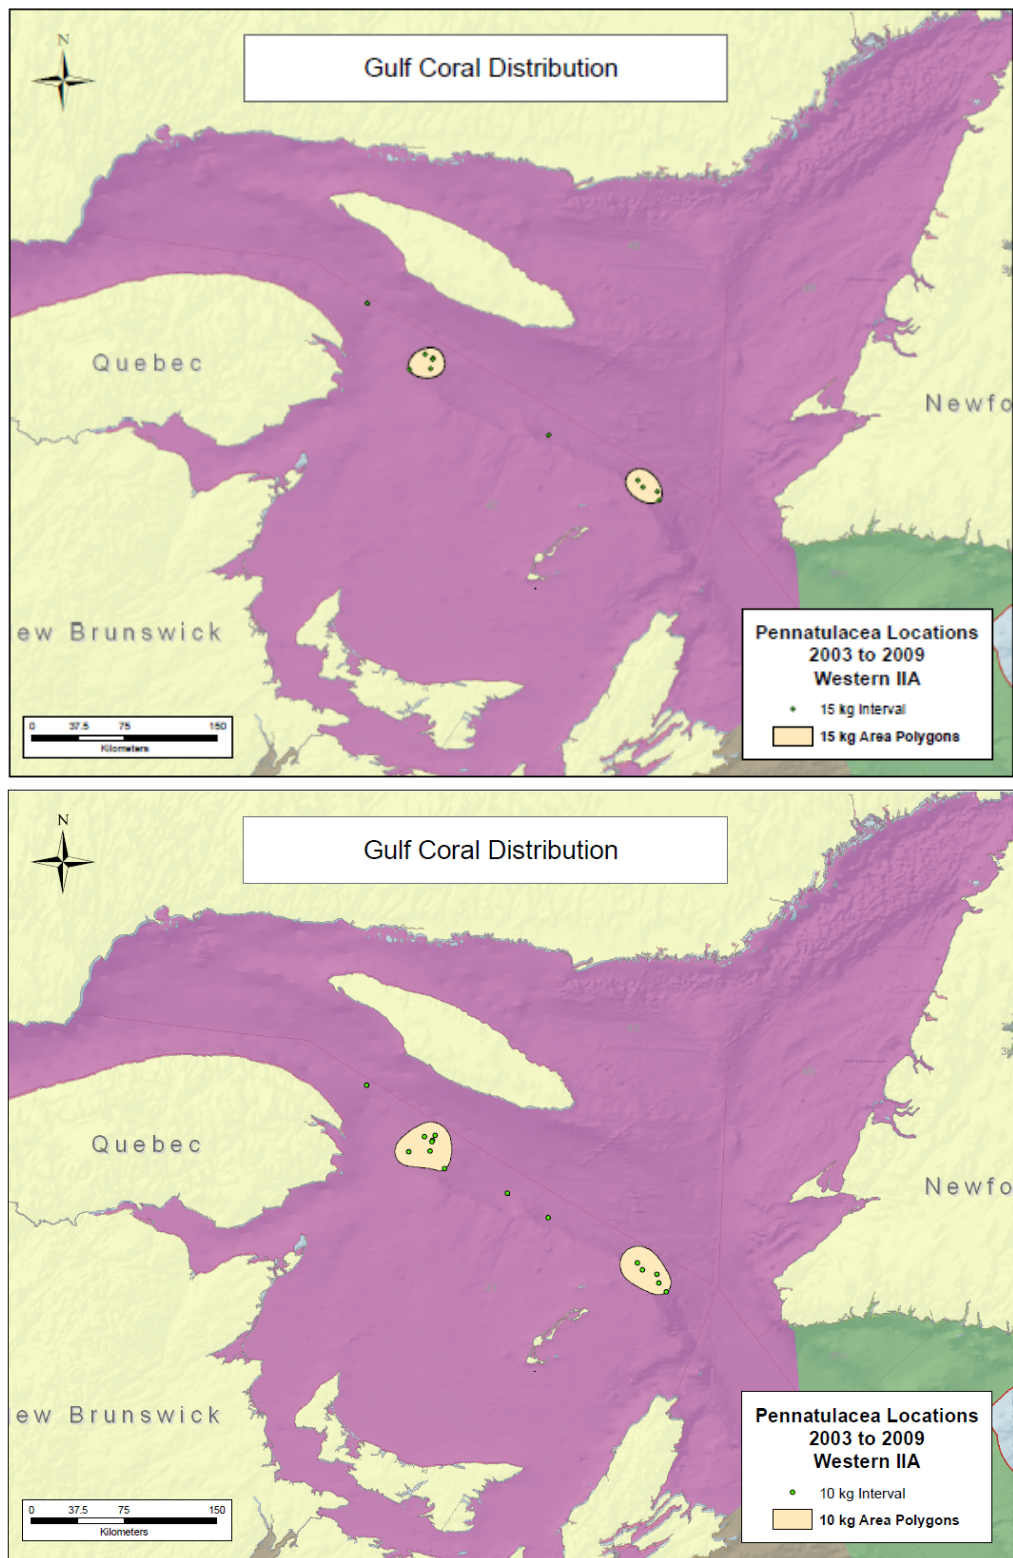 N
Gulf Coral Distribution
Quebec
Newfo
ew Brunswick
Pennatulacea Locations
2003 to 2009
Western IIA
15 kg Interval
15 kg Area Polygons
0 37.5 75 150
Kilometers
N
Gulf Coral Distribution
Quebec
Newfo
ew Brunswick
Pennatulacea Locations
2003 to 2009
Western IIA
10 kg Interval
10 kg Area Polygons
0 37.5 75 150
Kilometers